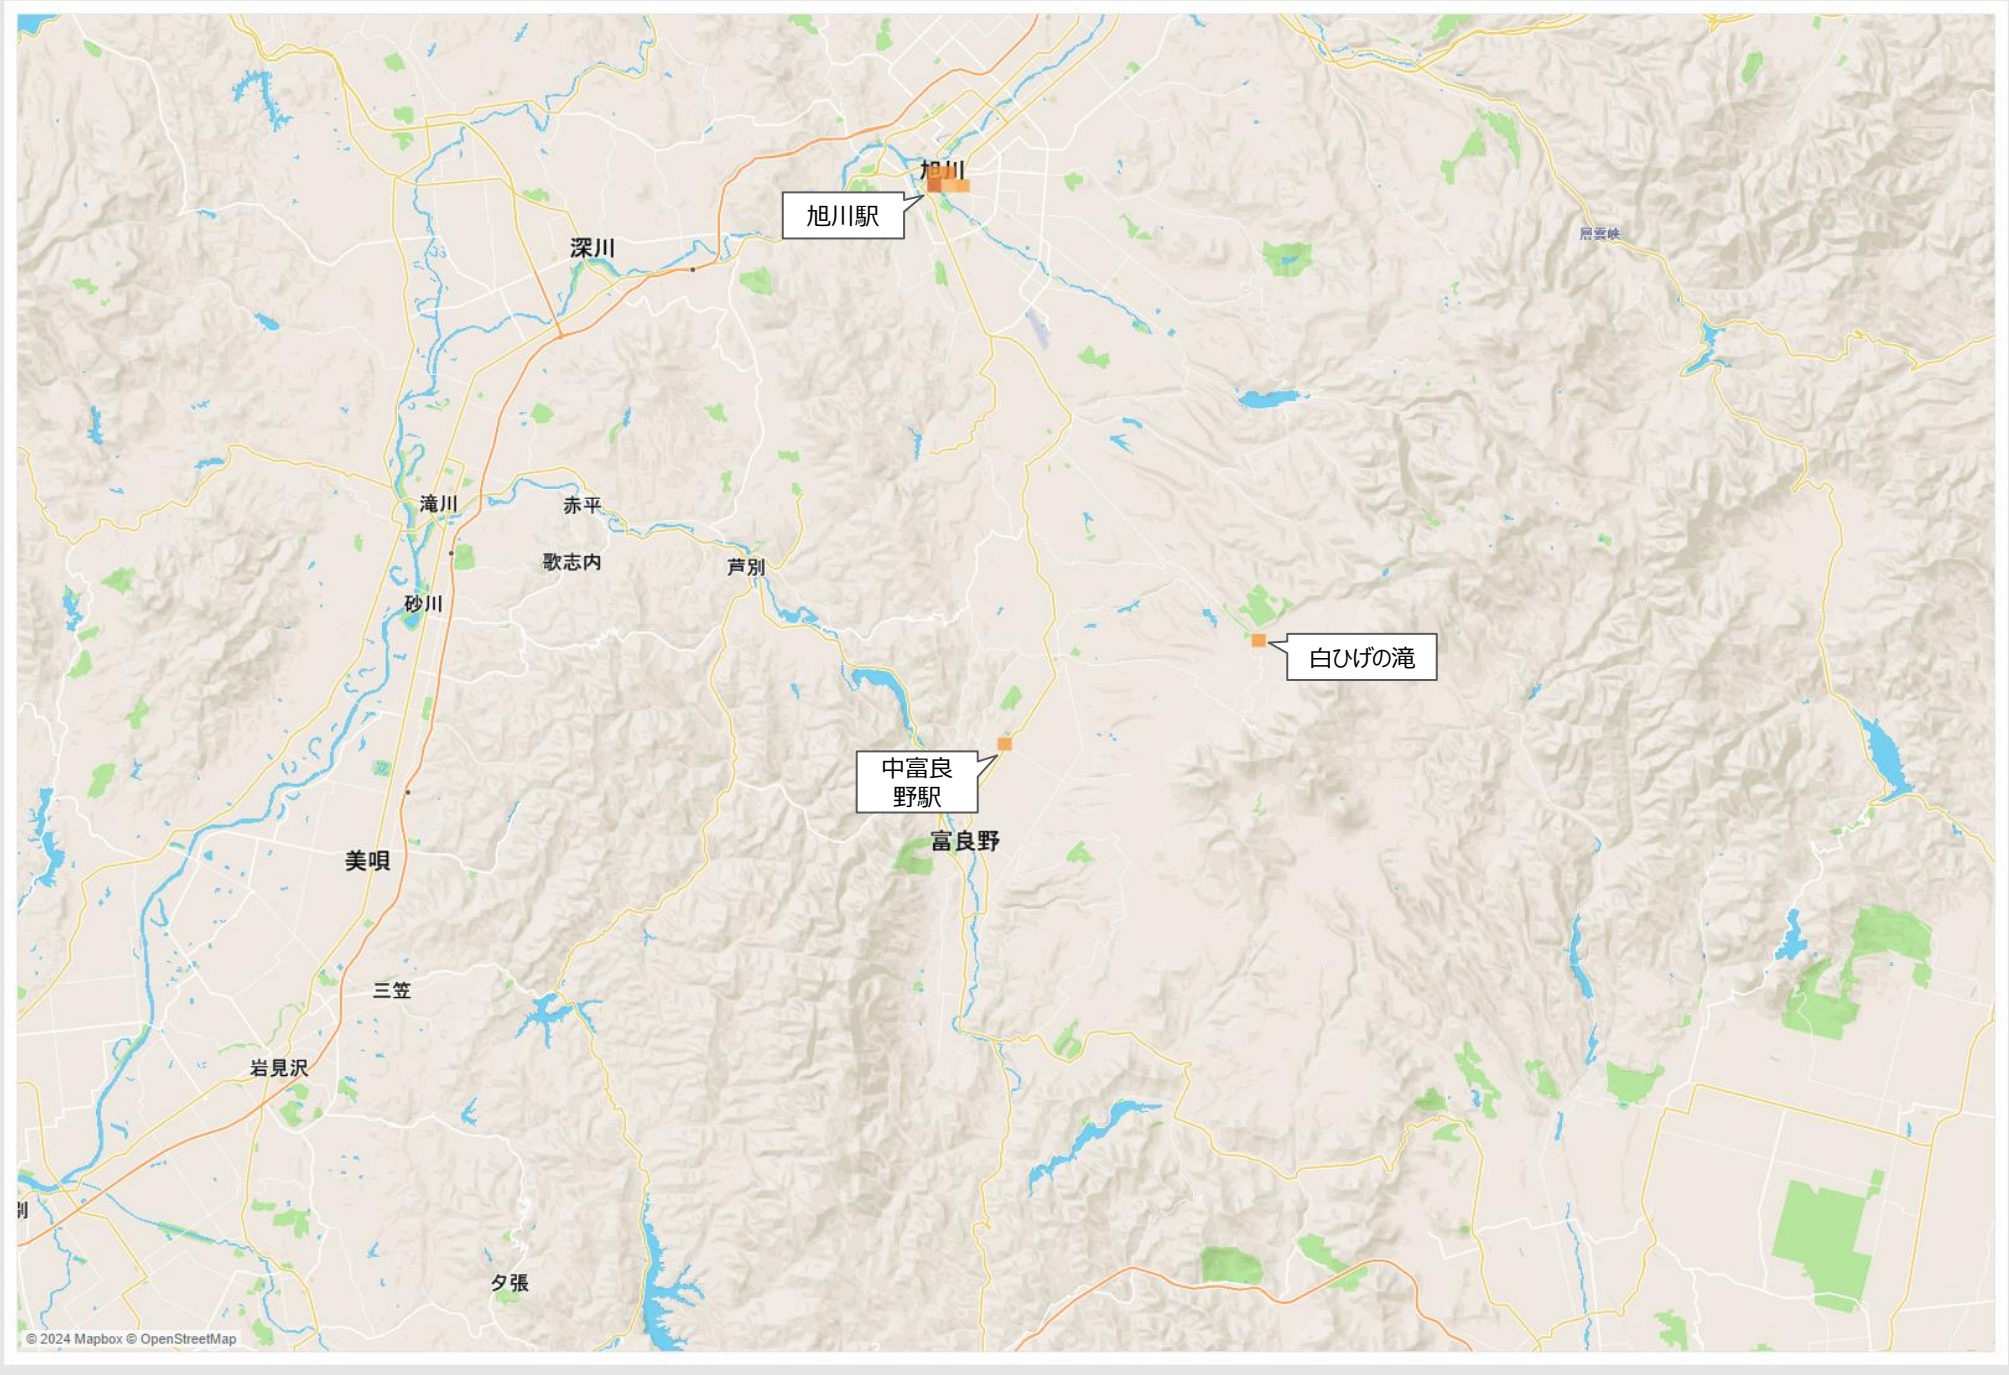 旭川
旭川駅
層雲峡
深川
滝川
赤平
歌志内
芦別
砂川
白ひげの滝
中富良
野駅
富良野
美唄
三笠
岩見沢
別
夕張
© 2024 Mapbox © OpenStreetMap